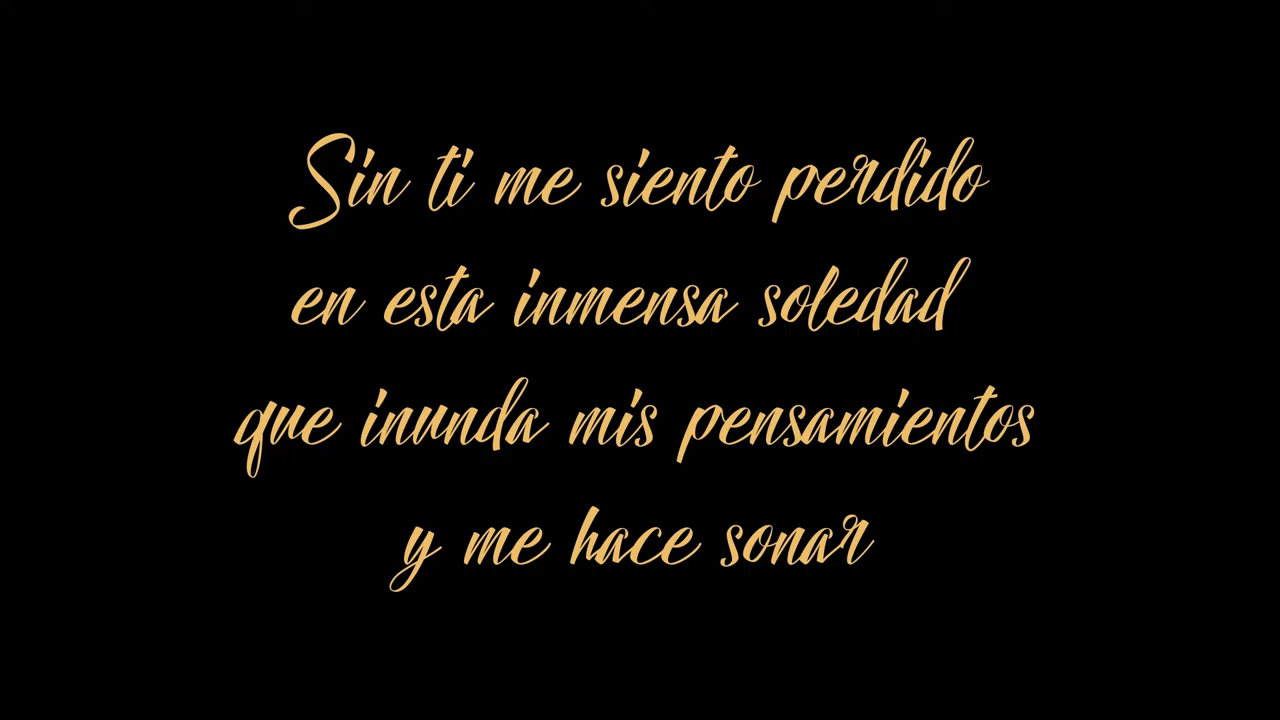 Sin ti me siento perdido
en esta inmensa soledad
que inunda mis pensamientos
y me hace sonar